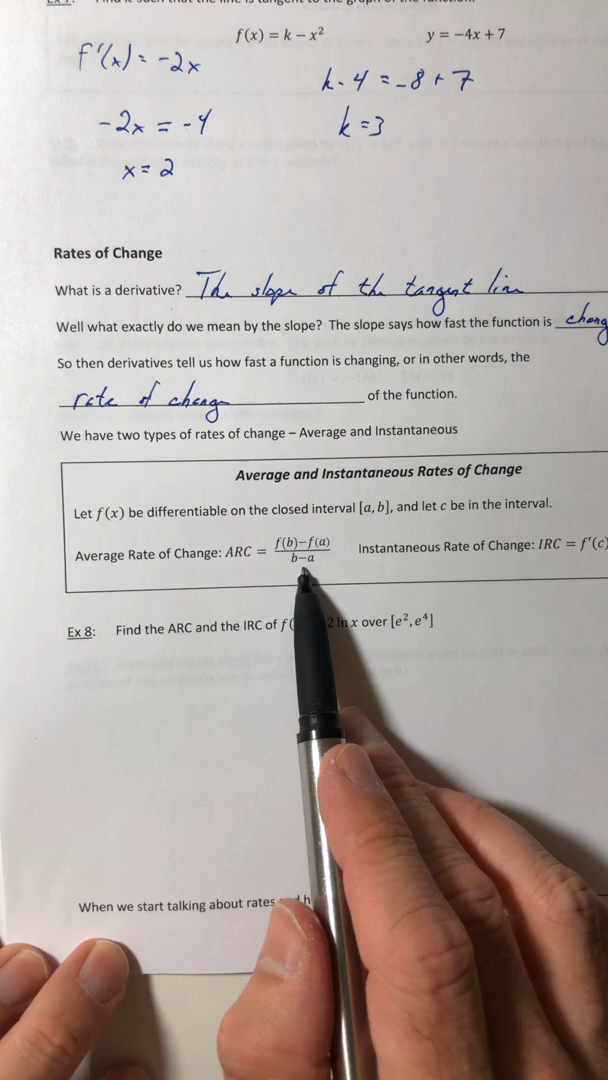 f(x) = k − x² y = −4x + 7
f'(x) = -2x
k - 4 = -8 + 7
-2x = -4
k = 3
x = 2
Rates of Change
What is a derivative? The slope of the tangent line
Well what exactly do we mean by the slope? The slope says how fast the function is chang
So then derivatives tell us how fast a function is changing, or in other words, the
rate of change of the function.
We have two types of rates of change – Average and Instantaneous
Average and Instantaneous Rates of Change
Let f(x) be differentiable on the closed interval [a, b], and let c be in the interval.
Average Rate of Change: ARC = f(b)−f(a) / b−a Instantaneous Rate of Change: IRC = f'(c)
Ex 8: Find the ARC and the IRC of f( 2 ln x over [e², e⁴]
When we start talking about rates